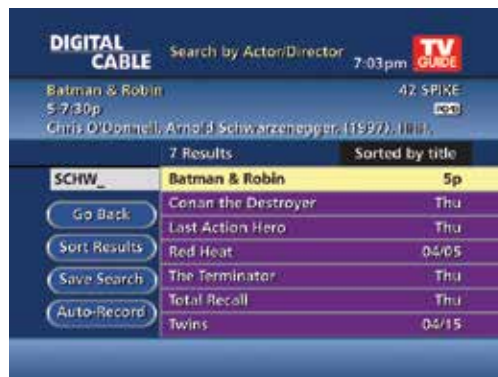 DIGITAL
CABLE
Search by Actor/Director
7:03pm
TV
GUIDE
Batman & Robin
42 SPIKE
5-7:30p
Chris O'Donnell, Arnold Schwarzenegger. (1997).
7 Results
Sorted by title
SCHW_
Batman & Robin 5p
Go Back
Conan the Destroyer Thu
Last Action Hero Thu
Sort Results
Red Heat 04/05
Save Search
The Terminator Thu
Total Recall Thu
Auto-Record
Twins 04/15